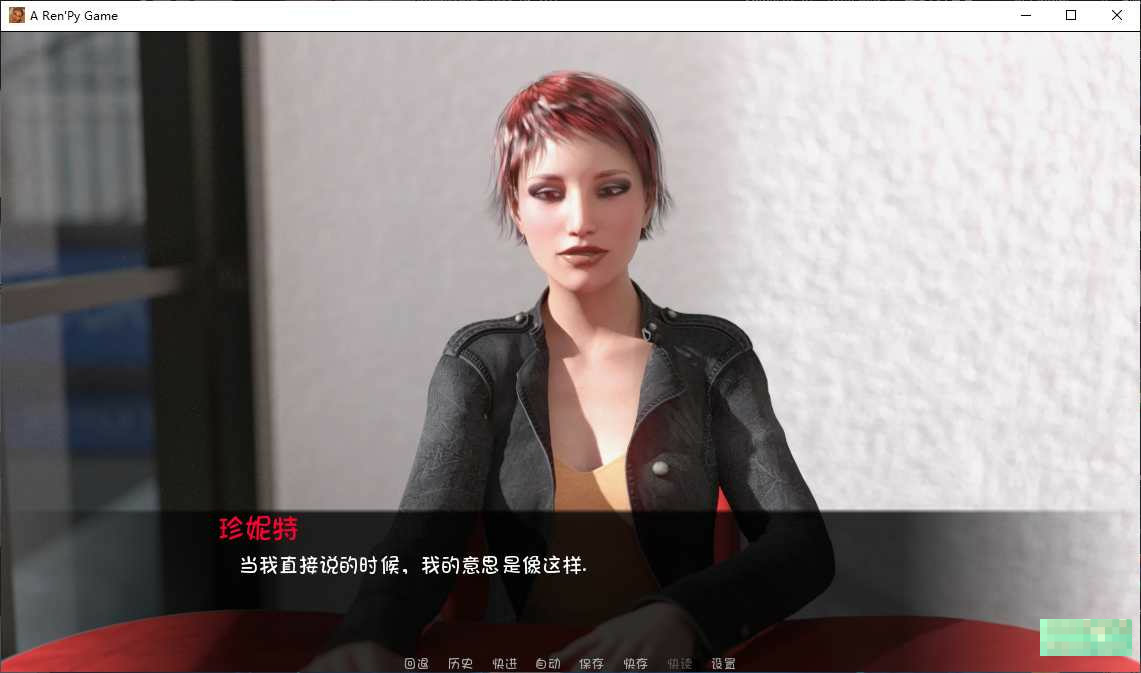 A Ren'Py Game
珍妮特
当我直接说的时候，我的意思是像这样.
回退 历史 快进 自动 保存 快存 快读 设置